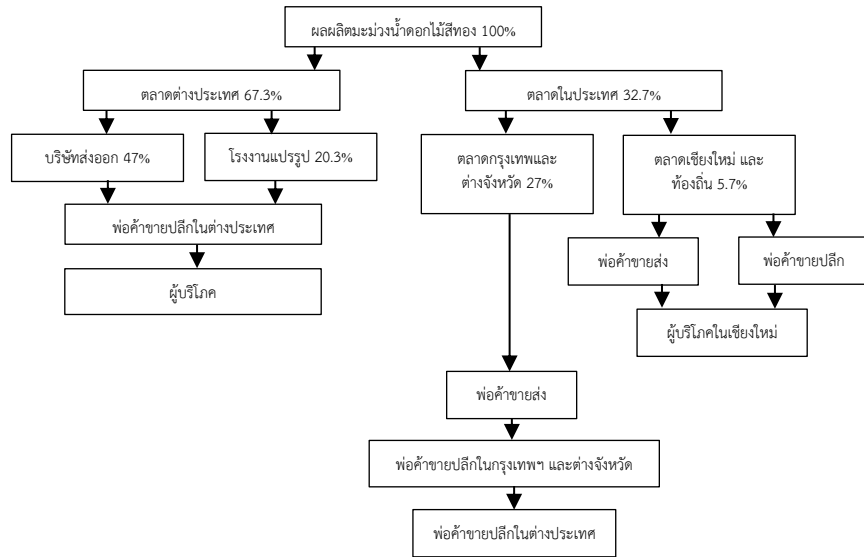 ผลผลิตมะม่วงน้ำดอกไม้สีทอง 100%
ตลาดต่างประเทศ 67.3%
ตลาดในประเทศ 32.7%
บริษัทส่งออก 47%
โรงงานแปรรูป 20.3%
ตลาดกรุงเทพและ
ต่างจังหวัด 27%
ตลาดเชียงใหม่ และ
ท้องถิ่น 5.7%
พ่อค้าขายปลีกในต่างประเทศ
พ่อค้าขายส่ง
พ่อค้าขายปลีก
ผู้บริโภค
ผู้บริโภคในเชียงใหม่
พ่อค้าขายส่ง
พ่อค้าขายปลีกในกรุงเทพฯ และต่างจังหวัด
พ่อค้าขายปลีกในต่างประเทศ